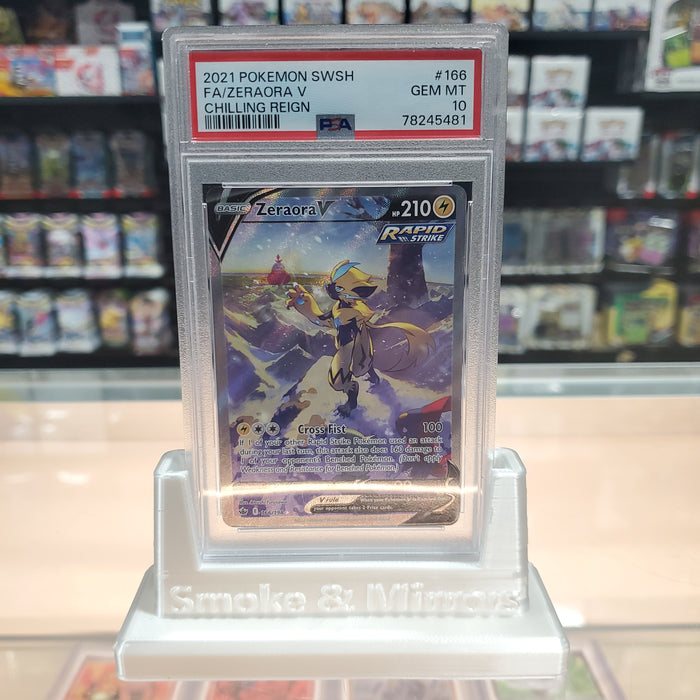 2021 POKEMON SWSH #166
FA/ZERAORA V GEM MT
CHILLING REIGN 10
PSA 78245481
BASIC Zeraora V HP 210
RAPID STRIKE
Cross Fist 100
If 1 of your other Rapid Strike Pokémon used an attack
during your last turn, this attack also does 160 damage to
1 of your opponent's Benched Pokémon. (Don't apply
Weakness and Resistance for Benched Pokémon.)
V rule
your opponent takes 2 Prize cards.
Smoke & Mirrors